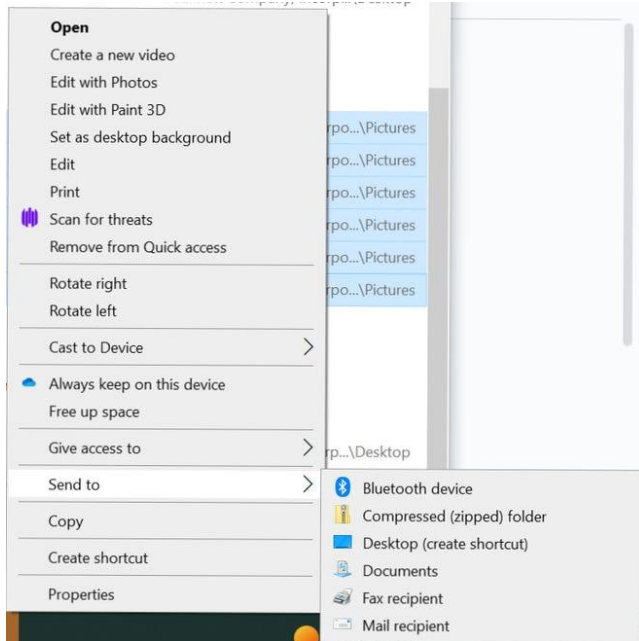 Open
Create a new video
Edit with Photos
Edit with Paint 3D
Set as desktop background
Edit
Print
Scan for threats
Remove from Quick access
Rotate right
Rotate left
Cast to Device
Always keep on this device
Free up space
Give access to
Send to
Copy
Create shortcut
Properties
rpo...\Pictures
rpo...\Pictures
rpo...\Pictures
rpo...\Pictures
rpo...\Pictures
rpo...\Pictures
rp...\Desktop
Bluetooth device
Compressed (zipped) folder
Desktop (create shortcut)
Documents
Fax recipient
Mail recipient